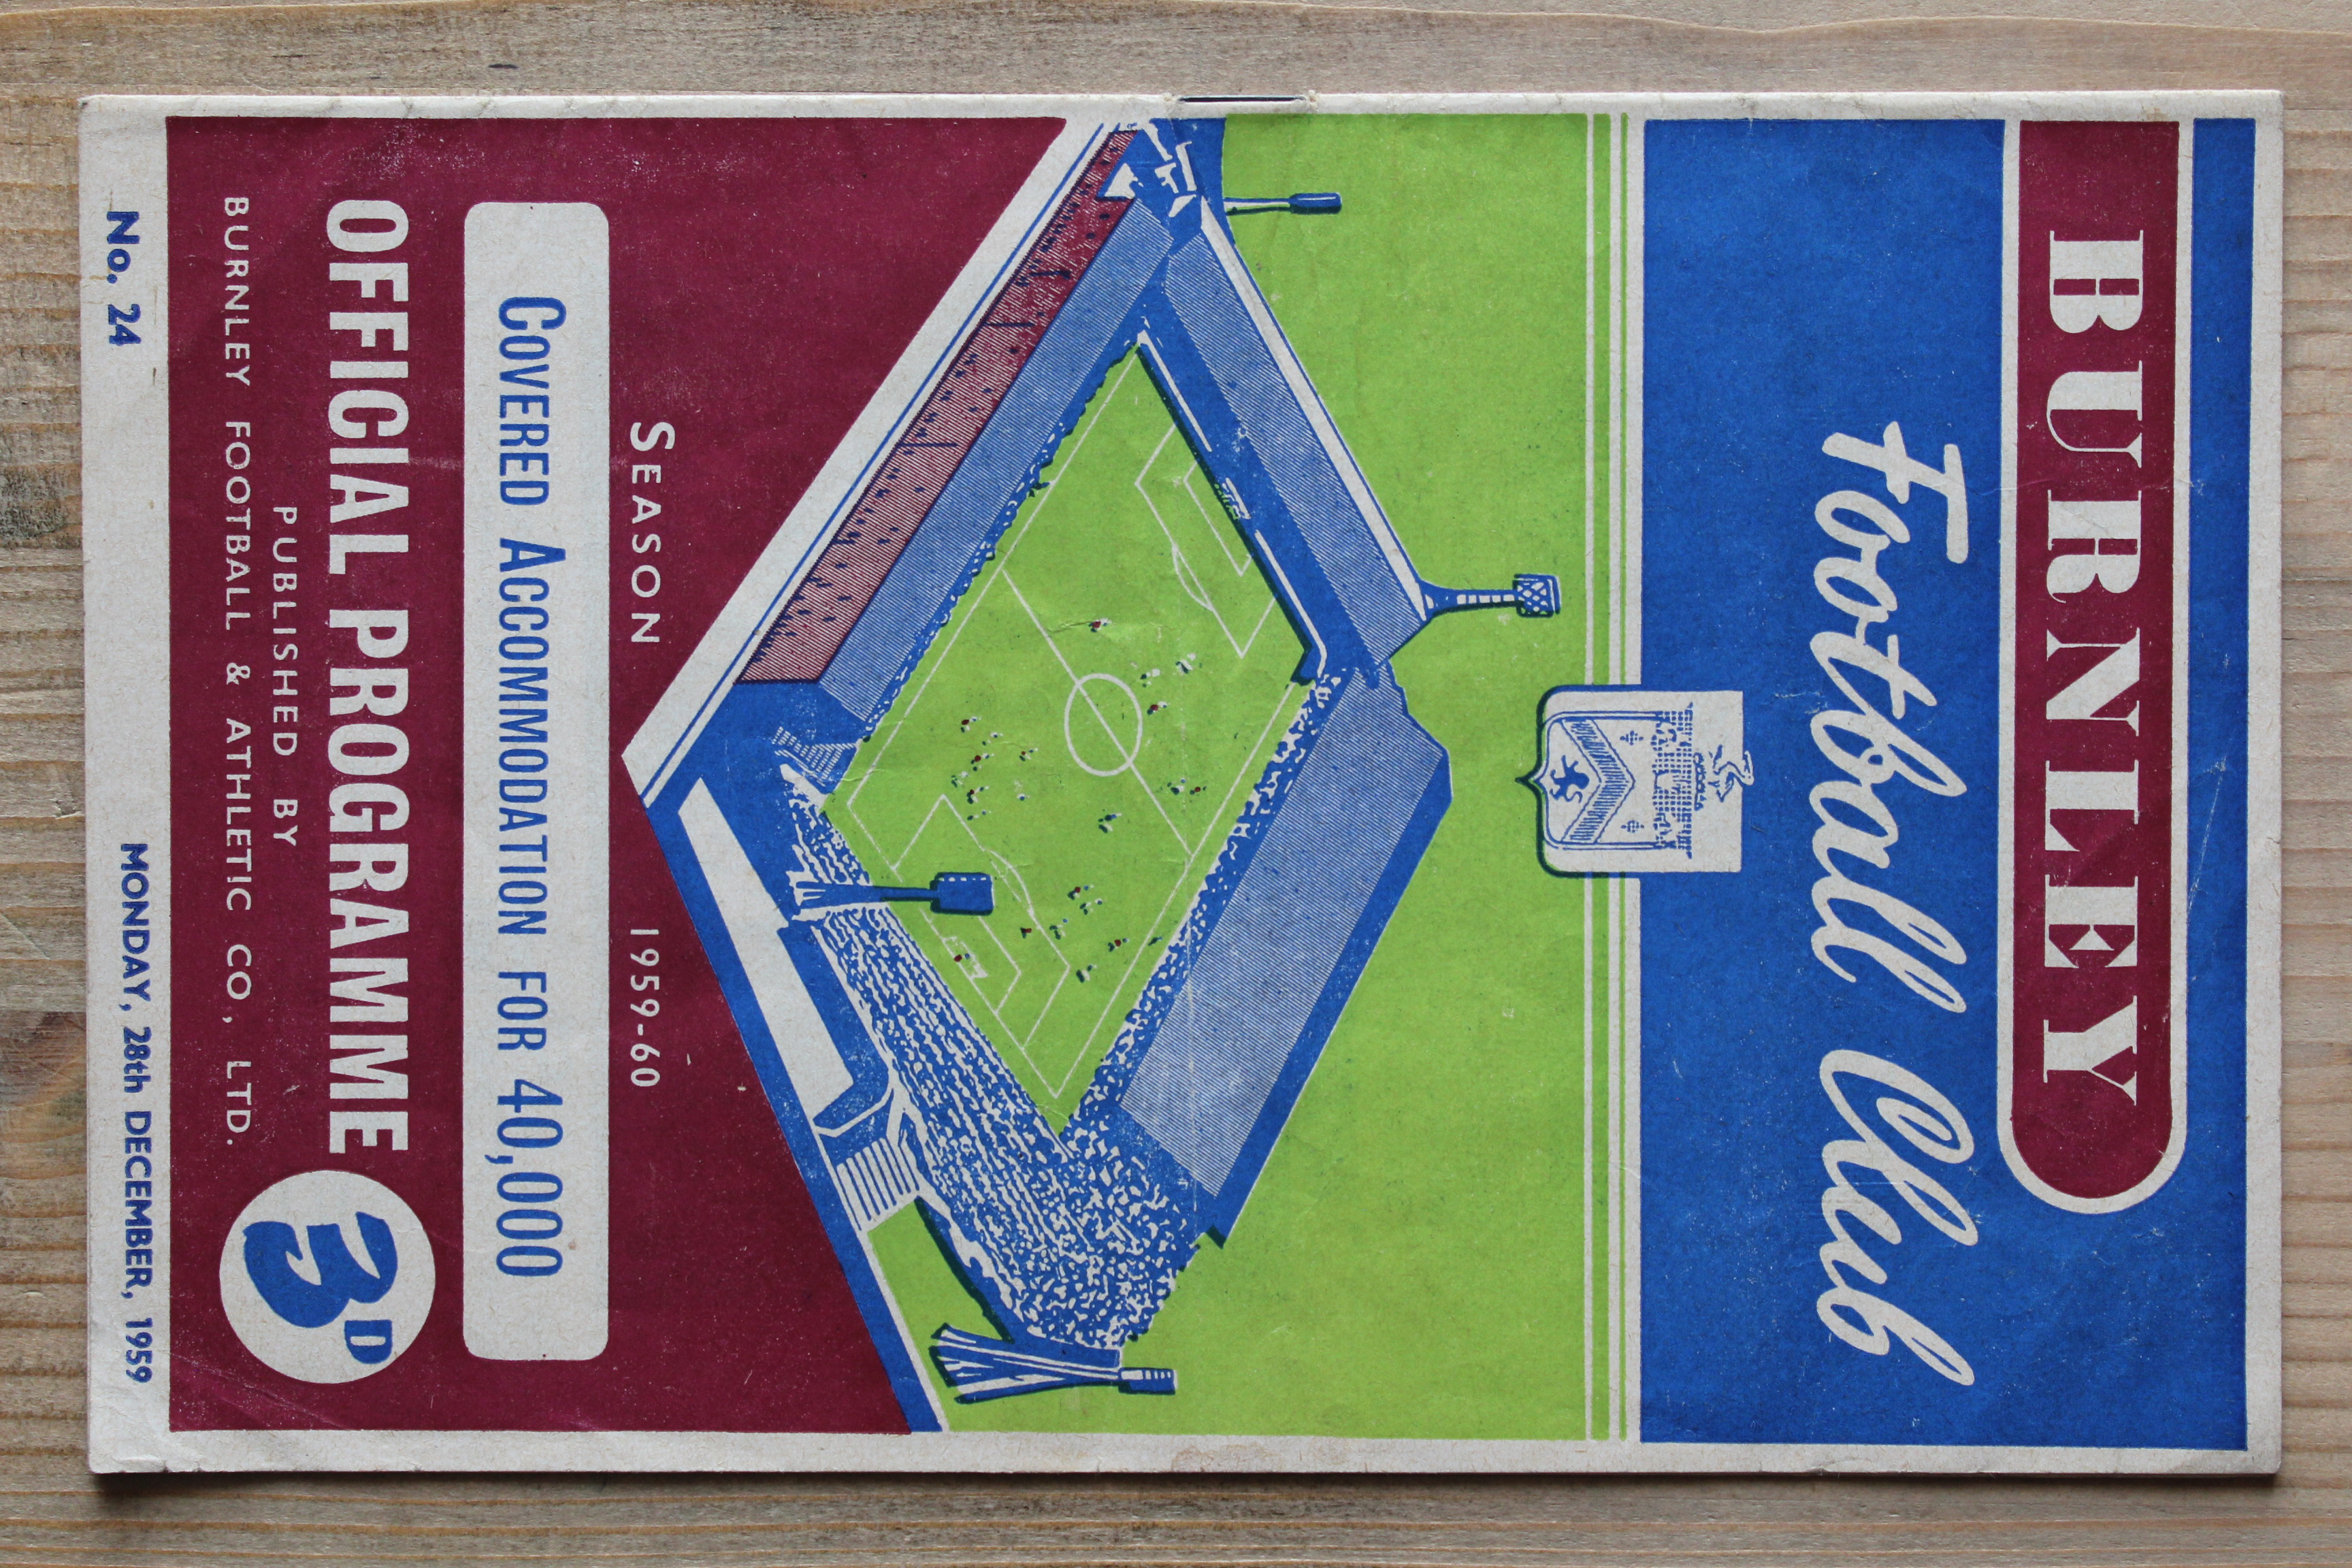 BURNLEY
Football Club
SEASON 1959-60
COVERED ACCOMMODATION FOR 40,000
OFFICIAL PROGRAMME
3D
PUBLISHED BY
BURNLEY FOOTBALL & ATHLETIC CO., LTD.
No. 24 MONDAY, 28th DECEMBER, 1959